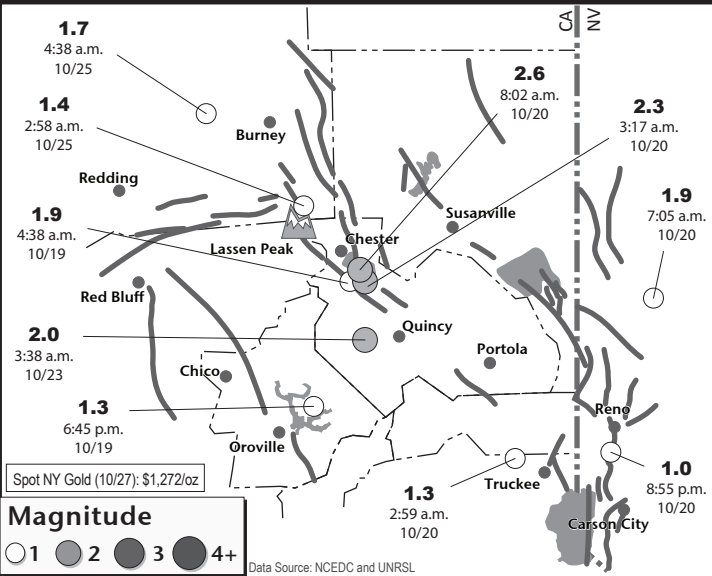 CA
NV
1.7
4:38 a.m.
10/25
1.4
2:58 a.m.
10/25
Burney
Redding
1.9
4:38 a.m.
10/19
Lassen Peak
Chester
Susanville
2.6
8:02 a.m.
10/20
2.3
3:17 a.m.
10/20
1.9
7:05 a.m.
10/20
Red Bluff
2.0
3:38 a.m.
10/23
Quincy
Portola
Chico
1.3
6:45 p.m.
10/19
Oroville
Reno
1.3
2:59 a.m.
10/20
Truckee
1.0
8:55 p.m.
10/20
Carson City
Spot NY Gold (10/27): $1,272/oz
Magnitude
1 2 3 4+
Data Source: NCEDC and UNRSL